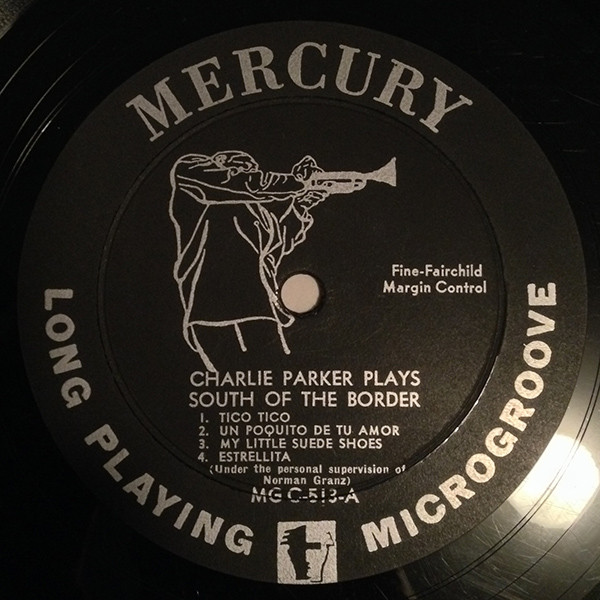 MERCURY
Fine-Fairchild
Margin Control
CHARLIE PARKER PLAYS
SOUTH OF THE BORDER
1. TICO TICO
2. UN POQUITO DE TU AMOR
3. MY LITTLE SUEDE SHOES
4. ESTRELLITA
(Under the personal supervision of
Norman Granz)
MG C-513-A
LONG PLAYING MICROGROOVE